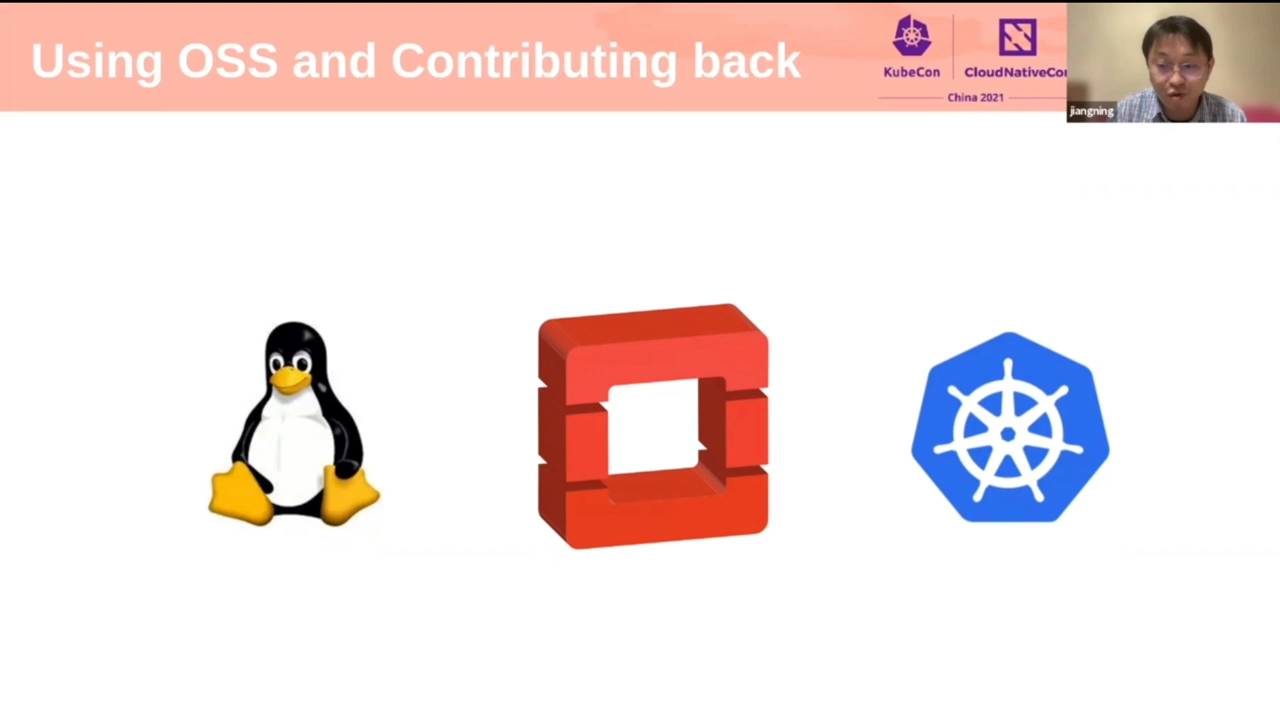 Using OSS and Contributing back
KubeCon
CloudNativeCon
China 2021
jiangning